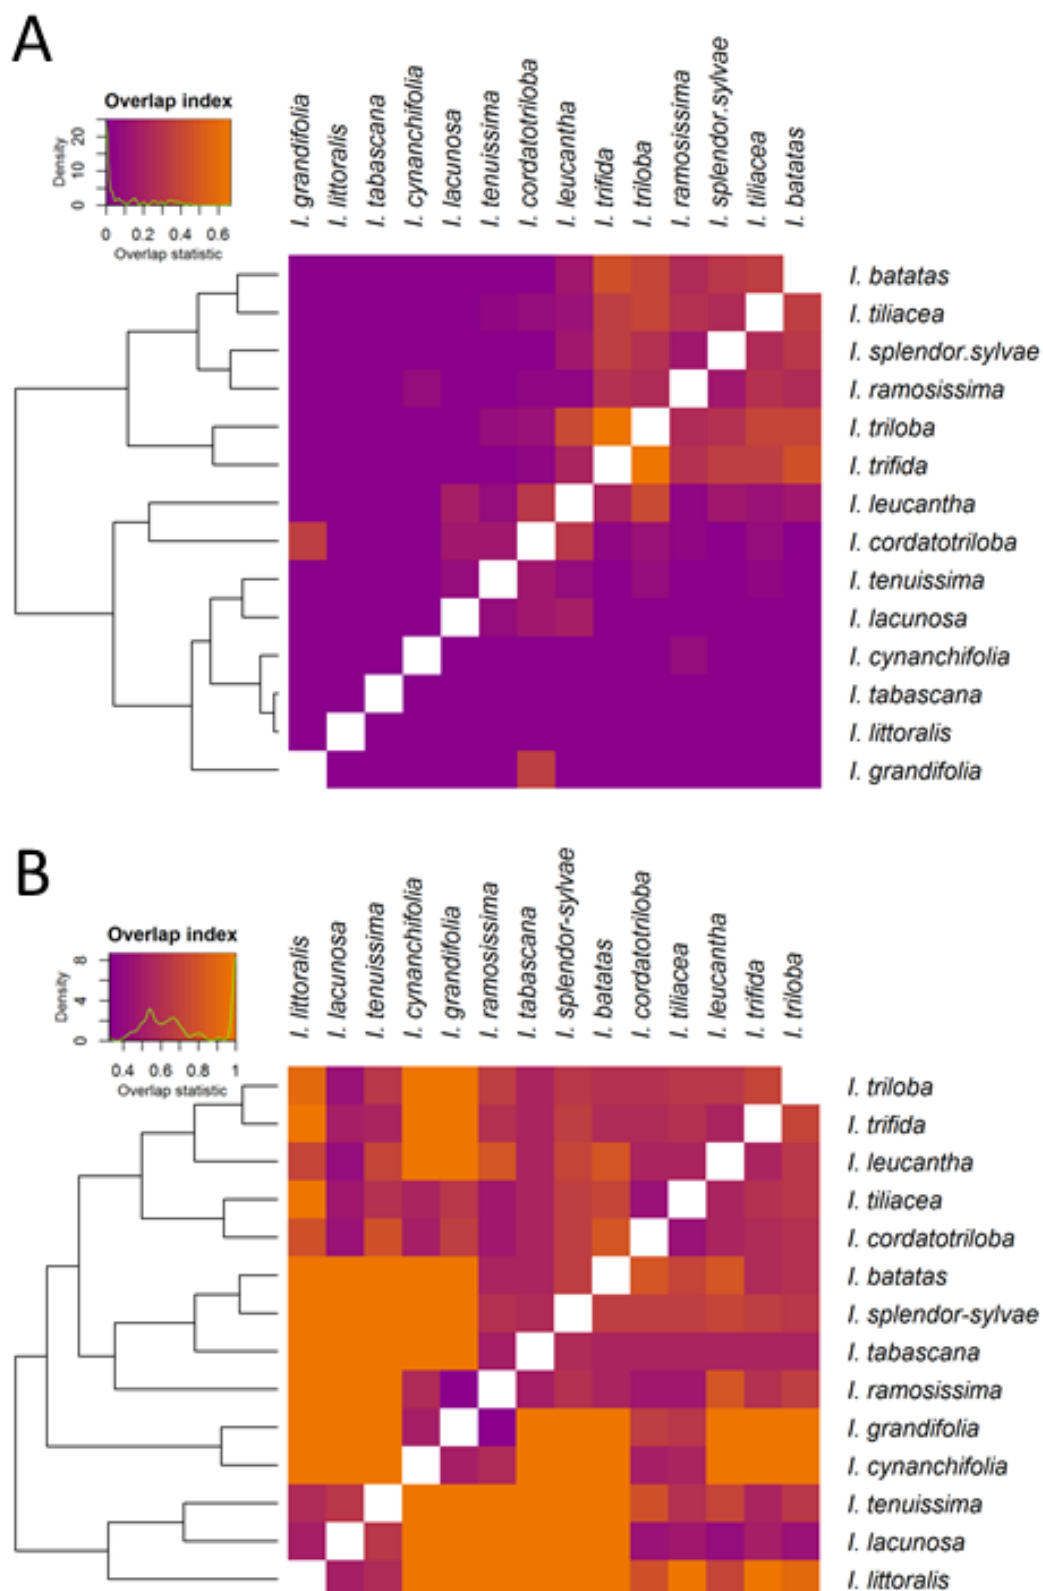 A
Overlap index
Density
20
10
0
0 0.2 0.4 0.6
Overlap statistic
I. grandifolia
I. littoralis
I. tabascana
I. cynanchifolia
I. lacunosa
I. tenuissima
I. cordatotriloba
I. leucantha
I. trifida
I. triloba
I. ramosissima
I. splendor.sylvae
I. tiliacea
I. batatas
I. batatas
I. tiliacea
I. splendor.sylvae
I. ramosissima
I. triloba
I. trifida
I. leucantha
I. cordatotriloba
I. tenuissima
I. lacunosa
I. cynanchifolia
I. tabascana
I. littoralis
I. grandifolia
B
Overlap index
Density
8
4
0
0.4 0.6 0.8 1
Overlap statistic
I. littoralis
I. lacunosa
I. tenuissima
I. cynanchifolia
I. grandifolia
I. ramosissima
I. tabascana
I. splendor-sylvae
I. batatas
I. cordatotriloba
I. tiliacea
I. leucantha
I. trifida
I. triloba
I. triloba
I. trifida
I. leucantha
I. tiliacea
I. cordatotriloba
I. batatas
I. splendor-sylvae
I. tabascana
I. ramosissima
I. grandifolia
I. cynanchifolia
I. tenuissima
I. lacunosa
I. littoralis